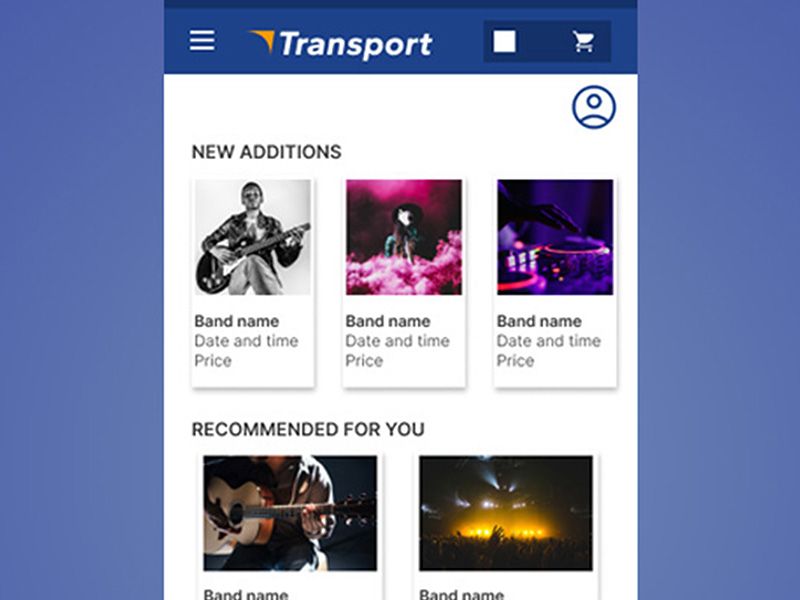 Transport
NEW ADDITIONS
Band name
Date and time
Price
Band name
Date and time
Price
Band name
Date and time
Price
RECOMMENDED FOR YOU
Band name
Band name